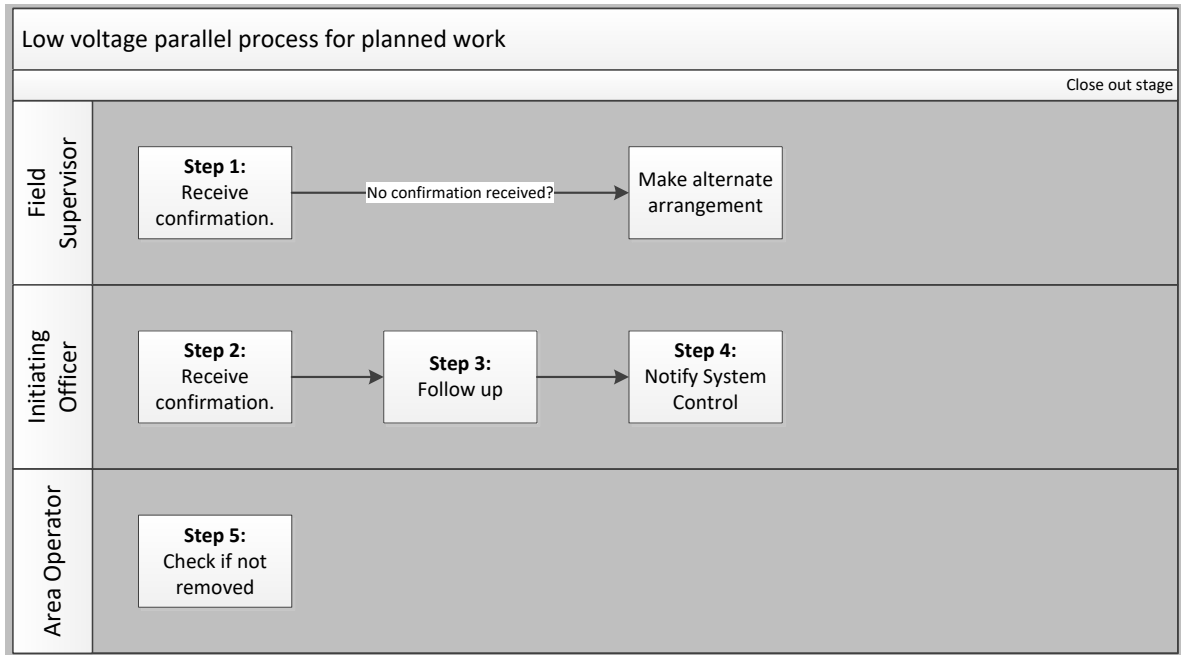 Low voltage parallel process for planned work
Close out stage
Field
Supervisor
Step 1:
Receive
confirmation.
No confirmation received?
Make alternate
arrangement
Initiating
Officer
Step 2:
Receive
confirmation.
Step 3:
Follow up
Step 4:
Notify System
Control
Area Operator
Step 5:
Check if not
removed